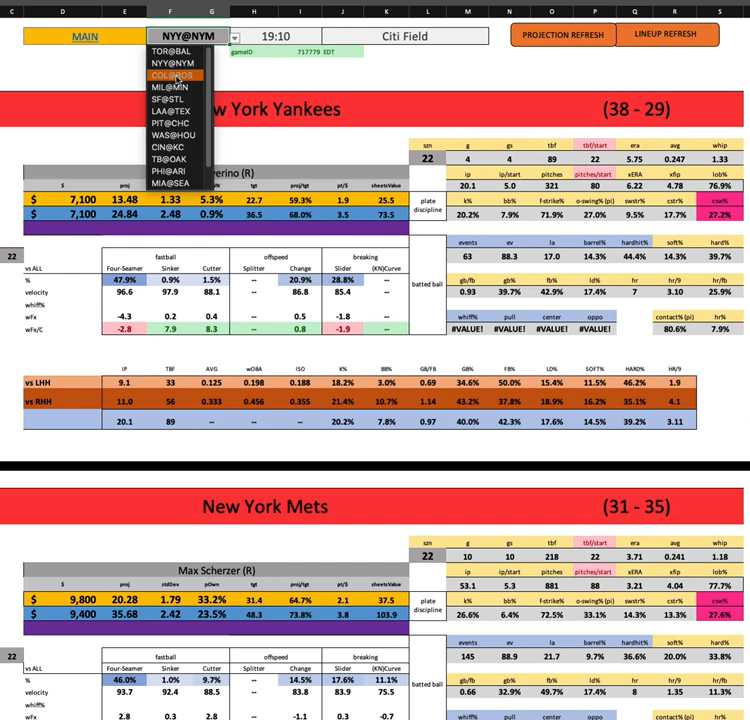 C D E F G H I J K L M N O P Q R S
MAIN NYY@NYM 19:10 Citi Field PROJECTION REFRESH LINEUP REFRESH
gameID 717779 EDT
TOR@BAL
NYY@NYM
COL@BOS
MIL@MIN
SF@STL
LAA@TEX
PIT@CHC
WAS@HOU
CIN@KC
TB@OAK
PHI@ARI
MIA@SEA
w York Yankees (38 - 29)
szn g gs tbf tbf/start era avg whip
22 4 4 89 22 5.75 0.247 1.33
ip ip/start pitches pitches/start xERA xfip lob%
verino (R) 20.1 5.0 321 80 6.22 4.78 76.9%
$ proj tgt proj/tgt pt/$ sheetsValue
$ 7,100 13.48 1.33 5.3% 22.7 59.3% 1.9 25.5
$ 7,100 24.84 2.48 0.9% 36.5 68.0% 3.5 73.5
plate discipline k% bb% f-strike% o-swing% (pi) swstr% cstr% csw%
20.2% 7.9% 71.9% 27.0% 9.5% 17.7% 27.2%
events ev la barrel% hardhit% soft% hard%
63 88.3 17.0 14.3% 44.4% 14.3% 39.7%
22 fastball offspeed breaking
vs ALL Four-Seamer Sinker Cutter Splitter Change Slider (KN)Curve
% 47.9% 0.9% 1.5% -- 20.9% 28.8% --
velocity 96.6 97.9 88.1 -- 86.8 85.4 --
whiff%
wFx -4.3 0.2 0.4 -- 0.5 -1.8 --
wFx/C -2.8 7.9 8.3 -- 0.8 -1.9 --
batted ball gb/fb gb% fb% ld% hr hr/9 hr/fb
0.93 39.7% 42.9% 17.4% 7 3.10 25.9%
whiff% pull center oppo contact% (pi) hr%
#VALUE! #VALUE! #VALUE! #VALUE! 80.6% 7.9%
IP TBF AVG wOBA ISO K% BB% GB/FB GB% FB% LD% SOFT% HARD% HR/9
vs LHH 9.1 33 0.125 0.198 0.188 18.2% 3.0% 0.69 34.6% 50.0% 15.4% 11.5% 46.2% 1.9
vs RHH 11.0 56 0.333 0.456 0.355 21.4% 10.7% 1.14 43.2% 37.8% 18.9% 16.2% 35.1% 4.1
20.1 89 -- -- -- 20.2% 7.8% 0.97 40.0% 42.3% 17.6% 14.5% 39.2% 3.11
New York Mets (31 - 35)
szn g gs tbf tbf/start era avg whip
22 10 10 218 22 3.71 0.241 1.18
ip ip/start pitches pitches/start xERA xfip lob%
Max Scherzer (R) 53.1 5.3 881 88 3.21 4.04 77.7%
$ proj stdDev pOwn tgt proj/tgt pt/$ sheetsValue
$ 9,800 20.28 1.79 33.2% 31.4 64.7% 2.1 37.5
$ 9,400 35.68 2.42 23.5% 48.3 73.8% 3.8 103.9
plate discipline k% bb% f-strike% o-swing% (pi) swstr% cstr% csw%
26.6% 6.4% 72.5% 33.1% 14.3% 13.3% 27.6%
events ev la barrel% hardhit% soft% hard%
145 88.9 21.7 9.7% 36.6% 20.0% 33.8%
22 fastball offspeed breaking
vs ALL Four-Seamer Sinker Cutter Splitter Change Slider (KN)Curve
% 46.0% 1.0% 9.7% -- 14.5% 17.6% 11.1%
velocity 93.7 92.4 88.5 -- 83.8 83.9 75.5
whiff%
wFx 2.8 0.3 2.8 -- -1.1 0.3 -0.7
batted ball gb/fb gb% fb% ld% hr hr/9 hr/fb
0.66 32.9% 49.7% 17.4% 8 1.35 11.3%
whiff% pull center oppo contact% (pi) hr%